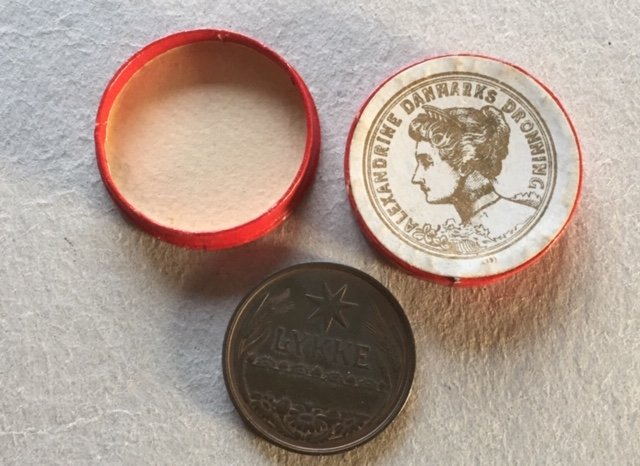 ALEXANDRINE DANMARKS DRONNING
LYKKE